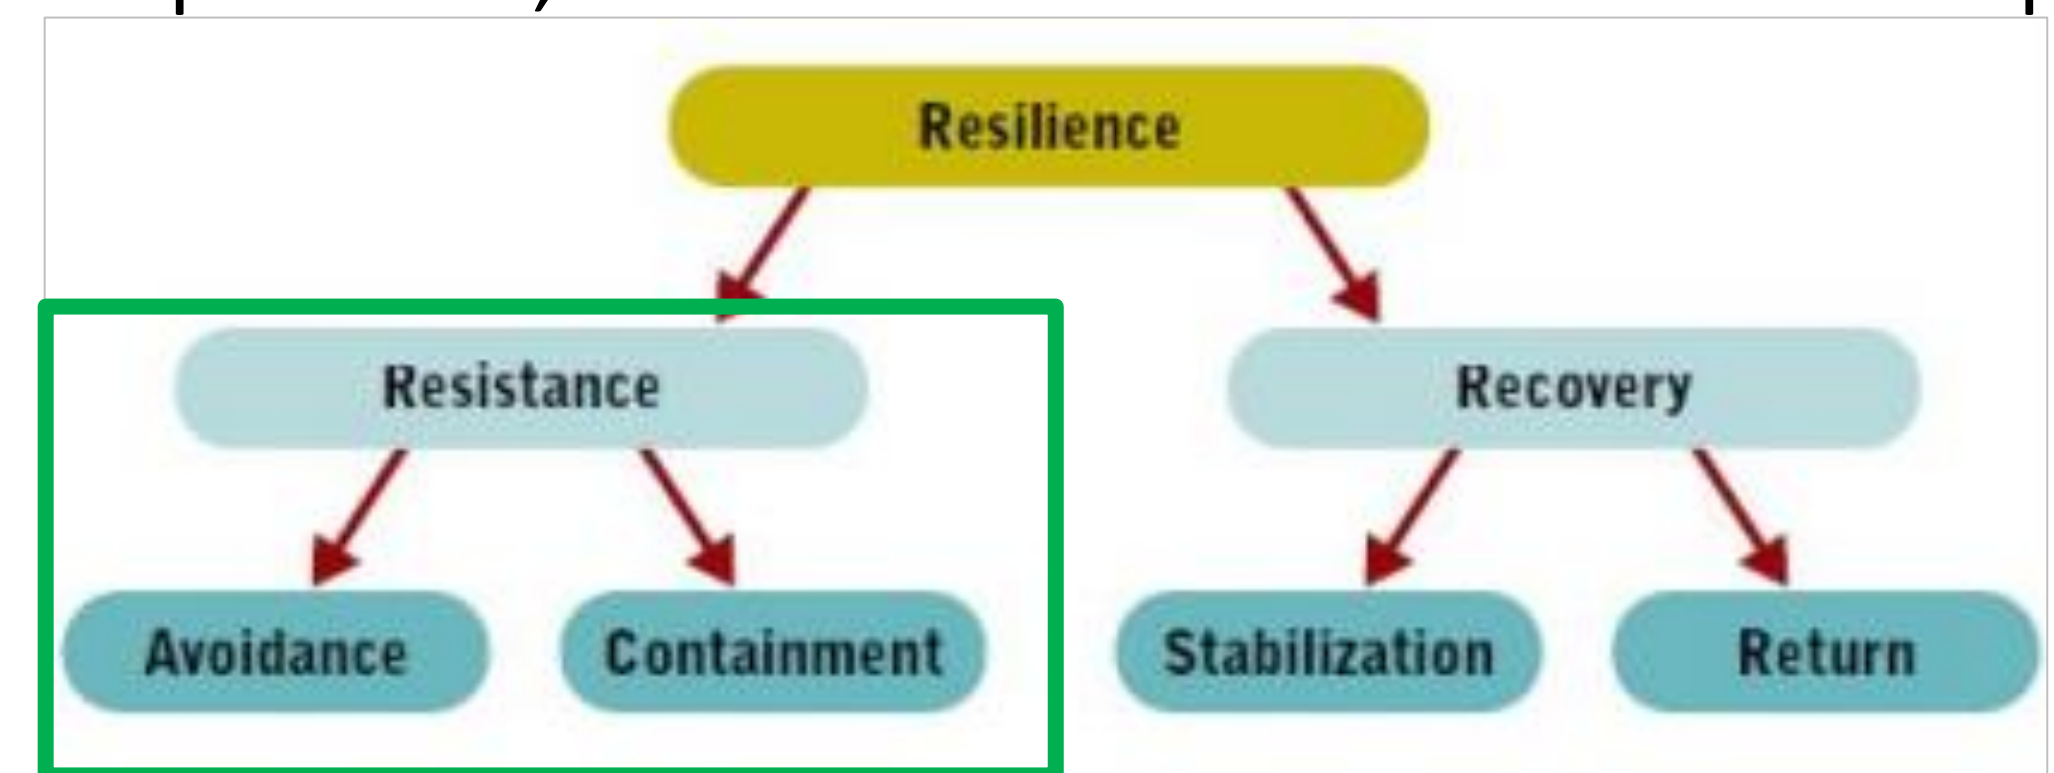 Resilience
Resistance Recovery
Avoidance Containment Stabilization Return